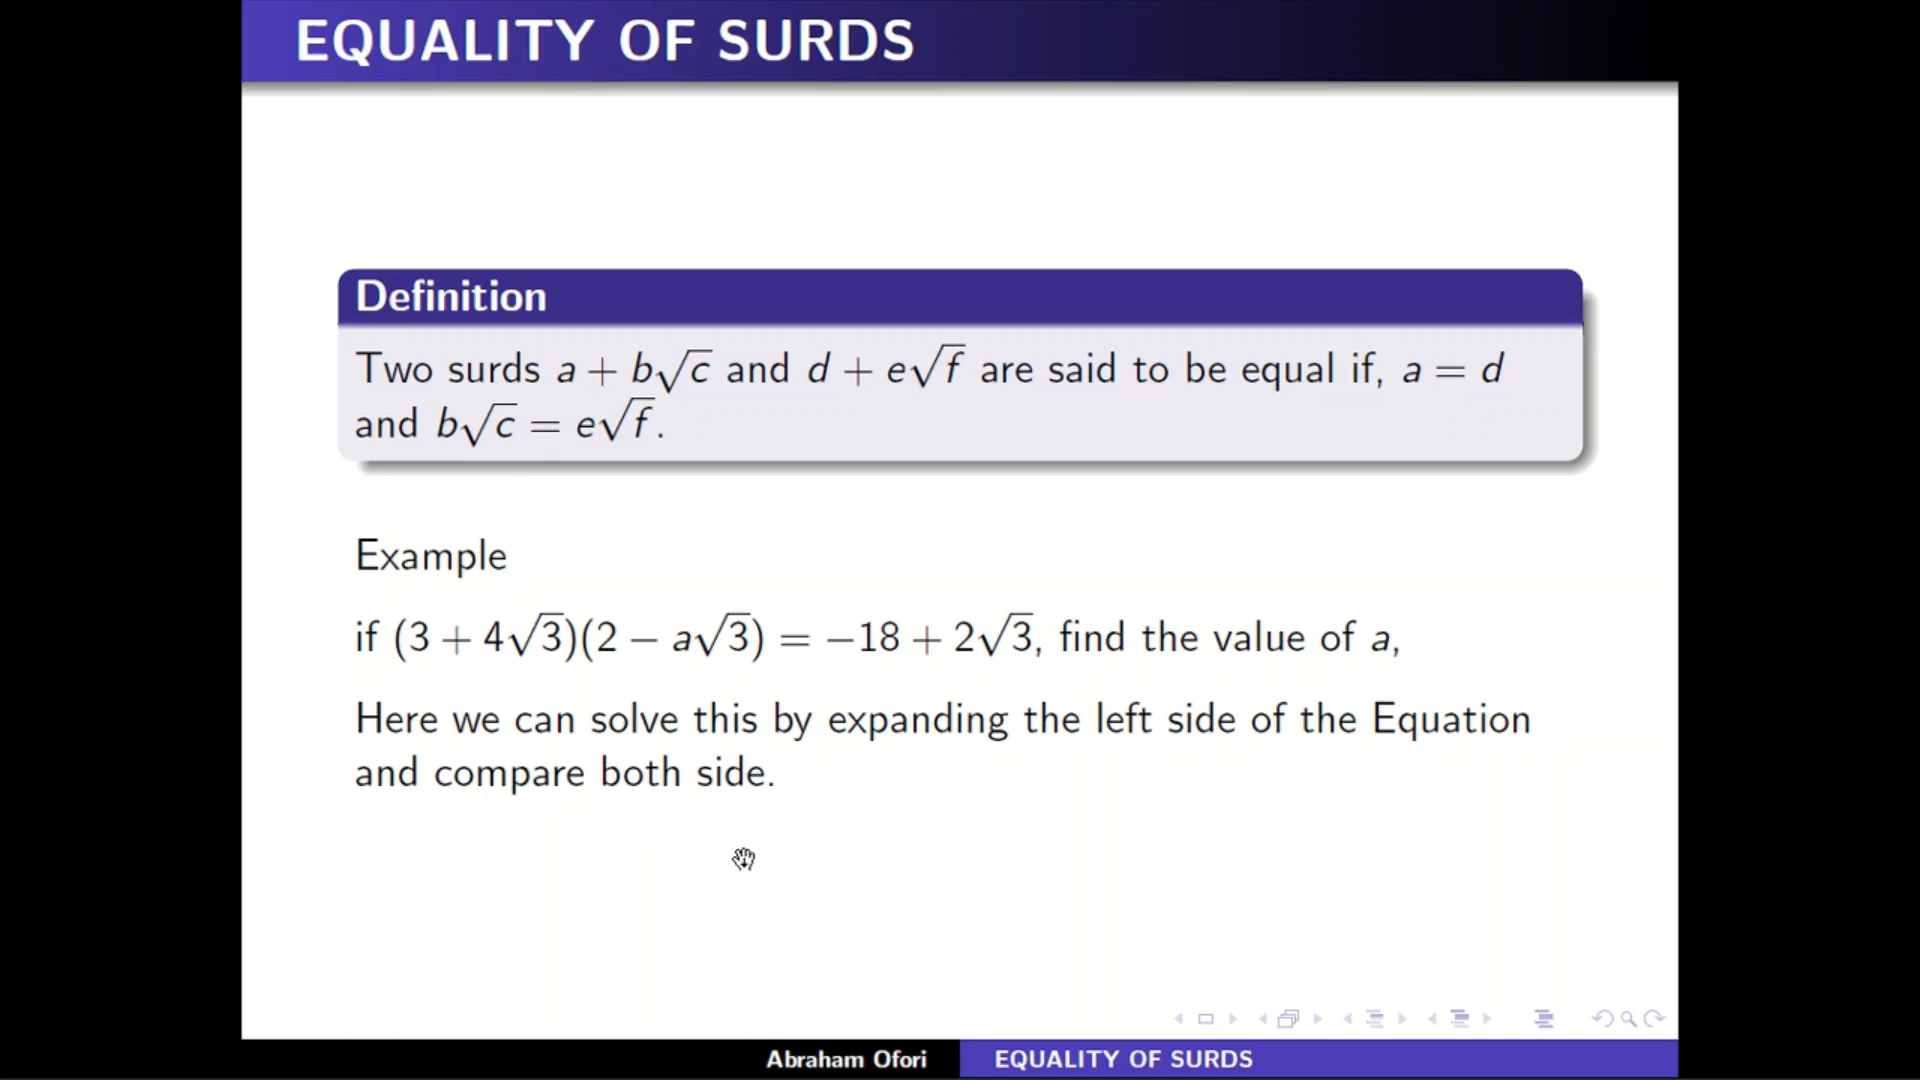 EQUALITY OF SURDS
Definition
Two surds a + b√c and d + e√f are said to be equal if, a = d
and b√c = e√f.
Example
if (3 + 4√3)(2 − a√3) = −18 + 2√3, find the value of a,
Here we can solve this by expanding the left side of the Equation
and compare both side.
Abraham Ofori
EQUALITY OF SURDS